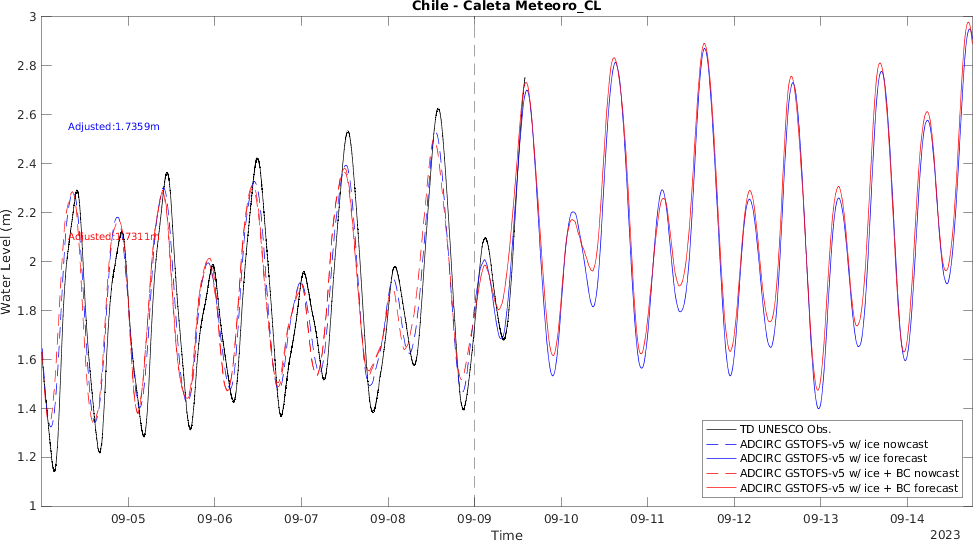 Chile - Caleta Meteoro_CL
Water Level (m)
3
2.8
2.6
2.4
2.2
2
1.8
1.6
1.4
1.2
1
Adjusted:1.7359m
Adjusted:1.7311m
TD UNESCO Obs.
ADCIRC GSTOFS-v5 w/ ice nowcast
ADCIRC GSTOFS-v5 w/ ice forecast
ADCIRC GSTOFS-v5 w/ ice + BC nowcast
ADCIRC GSTOFS-v5 w/ ice + BC forecast
09-05 09-06 09-07 09-08 09-09 09-10 09-11 09-12 09-13 09-14
Time
2023